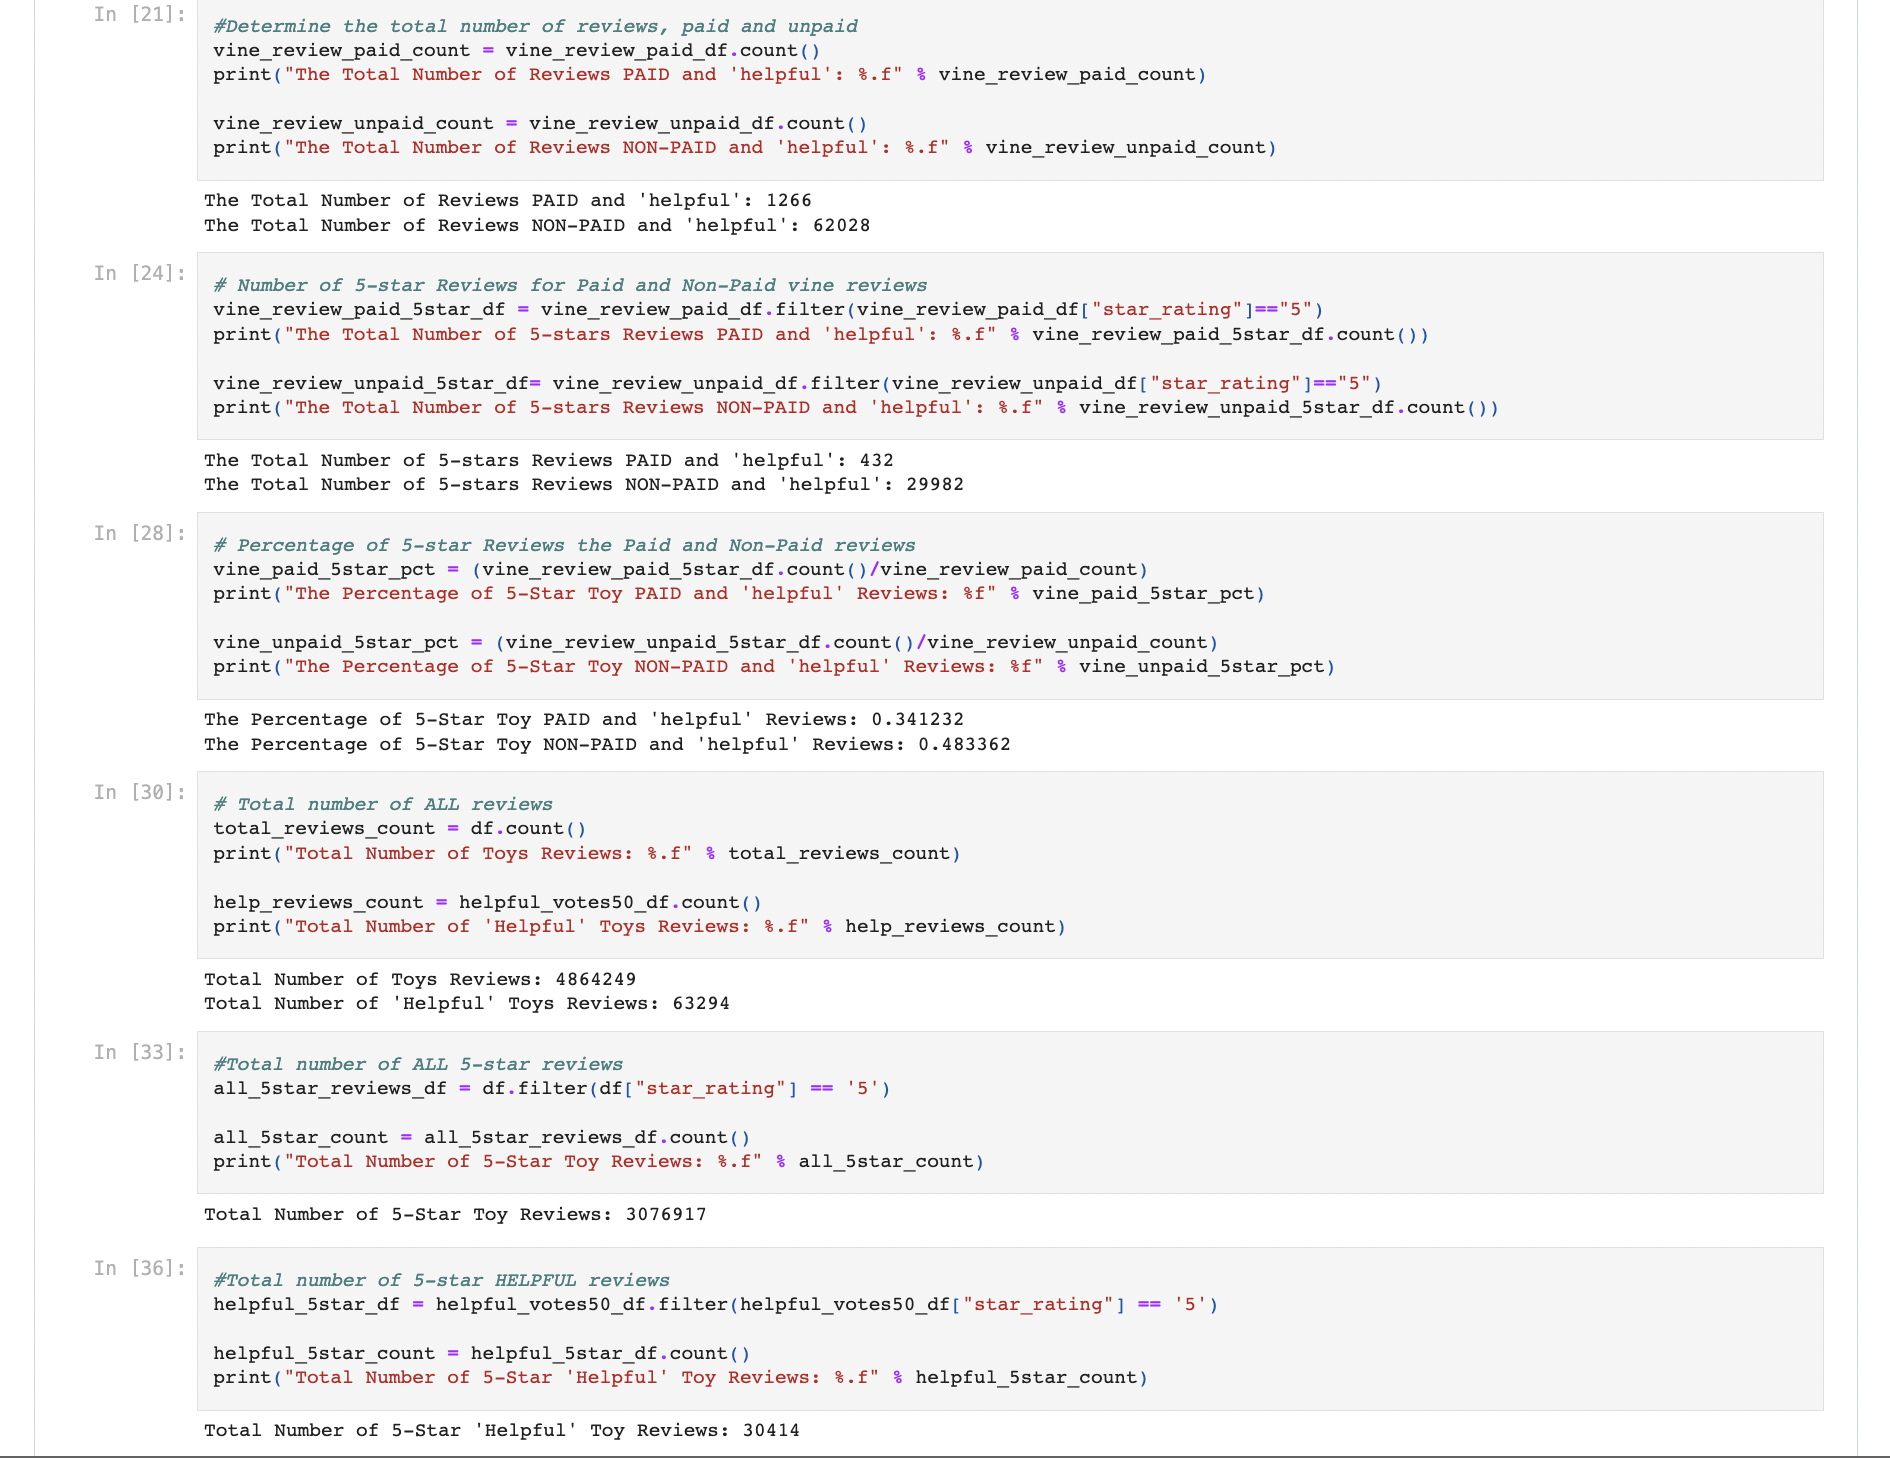 In [21]:
#Determine the total number of reviews, paid and unpaid
vine_review_paid_count = vine_review_paid_df.count()
print("The Total Number of Reviews PAID and 'helpful': %.f" % vine_review_paid_count)
vine_review_unpaid_count = vine_review_unpaid_df.count()
print("The Total Number of Reviews NON-PAID and 'helpful': %.f" % vine_review_unpaid_count)
The Total Number of Reviews PAID and 'helpful': 1266
The Total Number of Reviews NON-PAID and 'helpful': 62028
In [24]:
# Number of 5-star Reviews for Paid and Non-Paid vine reviews
vine_review_paid_5star_df = vine_review_paid_df.filter(vine_review_paid_df["star_rating"]=="5")
print("The Total Number of 5-stars Reviews PAID and 'helpful': %.f" % vine_review_paid_5star_df.count())
vine_review_unpaid_5star_df= vine_review_unpaid_df.filter(vine_review_unpaid_df["star_rating"]=="5")
print("The Total Number of 5-stars Reviews NON-PAID and 'helpful': %.f" % vine_review_unpaid_5star_df.count())
The Total Number of 5-stars Reviews PAID and 'helpful': 432
The Total Number of 5-stars Reviews NON-PAID and 'helpful': 29982
In [28]:
# Percentage of 5-star Reviews the Paid and Non-Paid reviews
vine_paid_5star_pct = (vine_review_paid_5star_df.count()/vine_review_paid_count)
print("The Percentage of 5-Star Toy PAID and 'helpful' Reviews: %f" % vine_paid_5star_pct)
vine_unpaid_5star_pct = (vine_review_unpaid_5star_df.count()/vine_review_unpaid_count)
print("The Percentage of 5-Star Toy NON-PAID and 'helpful' Reviews: %f" % vine_unpaid_5star_pct)
The Percentage of 5-Star Toy PAID and 'helpful' Reviews: 0.341232
The Percentage of 5-Star Toy NON-PAID and 'helpful' Reviews: 0.483362
In [30]:
# Total number of ALL reviews
total_reviews_count = df.count()
print("Total Number of Toys Reviews: %.f" % total_reviews_count)
help_reviews_count = helpful_votes50_df.count()
print("Total Number of 'Helpful' Toys Reviews: %.f" % help_reviews_count)
Total Number of Toys Reviews: 4864249
Total Number of 'Helpful' Toys Reviews: 63294
In [33]:
#Total number of ALL 5-star reviews
all_5star_reviews_df = df.filter(df["star_rating"] == '5')
all_5star_count = all_5star_reviews_df.count()
print("Total Number of 5-Star Toy Reviews: %.f" % all_5star_count)
Total Number of 5-Star Toy Reviews: 3076917
In [36]:
#Total number of 5-star HELPFUL reviews
helpful_5star_df = helpful_votes50_df.filter(helpful_votes50_df["star_rating"] == '5')
helpful_5star_count = helpful_5star_df.count()
print("Total Number of 5-Star 'Helpful' Toy Reviews: %.f" % helpful_5star_count)
Total Number of 5-Star 'Helpful' Toy Reviews: 30414